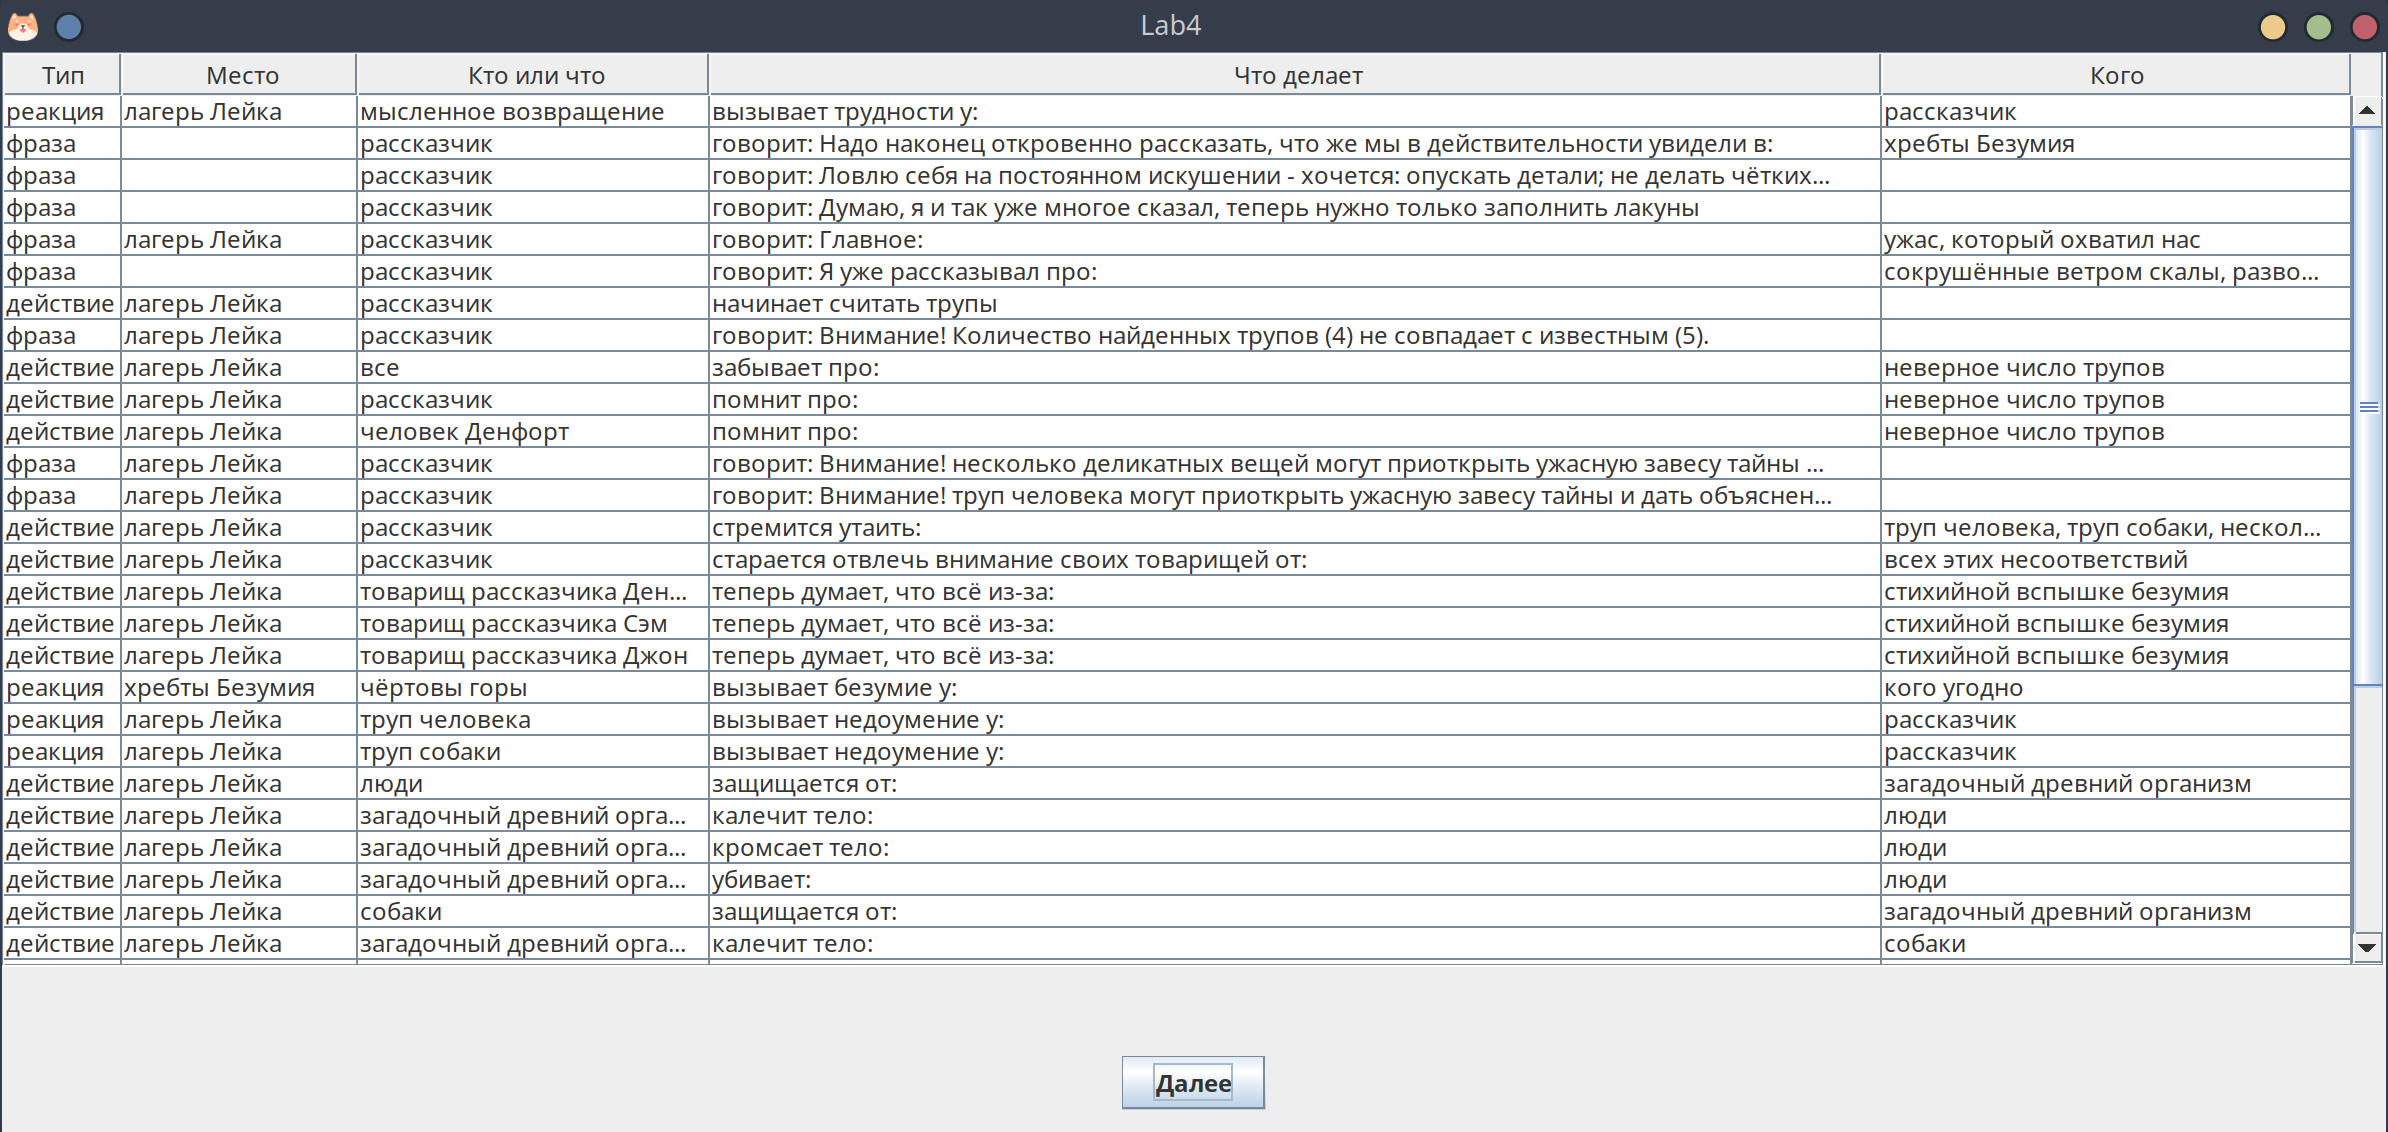 Lab4
Тип Место Кто или что Что делает Кого
реакция лагерь Лейка мысленное возвращение вызывает трудности у: рассказчик
фраза рассказчик говорит: Надо наконец откровенно рассказать, что же мы в действительности увидели в: хребты Безумия
фраза рассказчик говорит: Ловлю себя на постоянном искушении - хочется: опускать детали; не делать чётких...
фраза рассказчик говорит: Думаю, я и так уже многое сказал, теперь нужно только заполнить лакуны
фраза лагерь Лейка рассказчик говорит: Главное: ужас, который охватил нас
фраза рассказчик говорит: Я уже рассказывал про: сокрушённые ветром скалы, разво...
действие лагерь Лейка рассказчик начинает считать трупы
фраза лагерь Лейка рассказчик говорит: Внимание! Количество найденных трупов (4) не совпадает с известным (5).
действие лагерь Лейка все забывает про: неверное число трупов
действие лагерь Лейка рассказчик помнит про: неверное число трупов
действие лагерь Лейка человек Денфорт помнит про: неверное число трупов
фраза лагерь Лейка рассказчик говорит: Внимание! несколько деликатных вещей могут приоткрыть ужасную завесу тайны ...
фраза лагерь Лейка рассказчик говорит: Внимание! труп человека могут приоткрыть ужасную завесу тайны и дать объяснен...
действие лагерь Лейка рассказчик стремится утаить: труп человека, труп собаки, нескол...
действие лагерь Лейка рассказчик старается отвлечь внимание своих товарищей от: всех этих несоответствий
действие лагерь Лейка товарищ рассказчика Ден... теперь думает, что всё из-за: стихийной вспышке безумия
действие лагерь Лейка товарищ рассказчика Сэм теперь думает, что всё из-за: стихийной вспышке безумия
действие лагерь Лейка товарищ рассказчика Джон теперь думает, что всё из-за: стихийной вспышке безумия
реакция хребты Безумия чёртовы горы вызывает безумие у: кого угодно
реакция лагерь Лейка труп человека вызывает недоумение у: рассказчик
реакция лагерь Лейка труп собаки вызывает недоумение у: рассказчик
действие лагерь Лейка люди защищается от: загадочный древний организм
действие лагерь Лейка загадочный древний орга... калечит тело: люди
действие лагерь Лейка загадочный древний орга... кромсает тело: люди
действие лагерь Лейка загадочный древний орга... убивает: люди
действие лагерь Лейка собаки защищается от: загадочный древний организм
действие лагерь Лейка загадочный древний орга... калечит тело: собаки
Далее